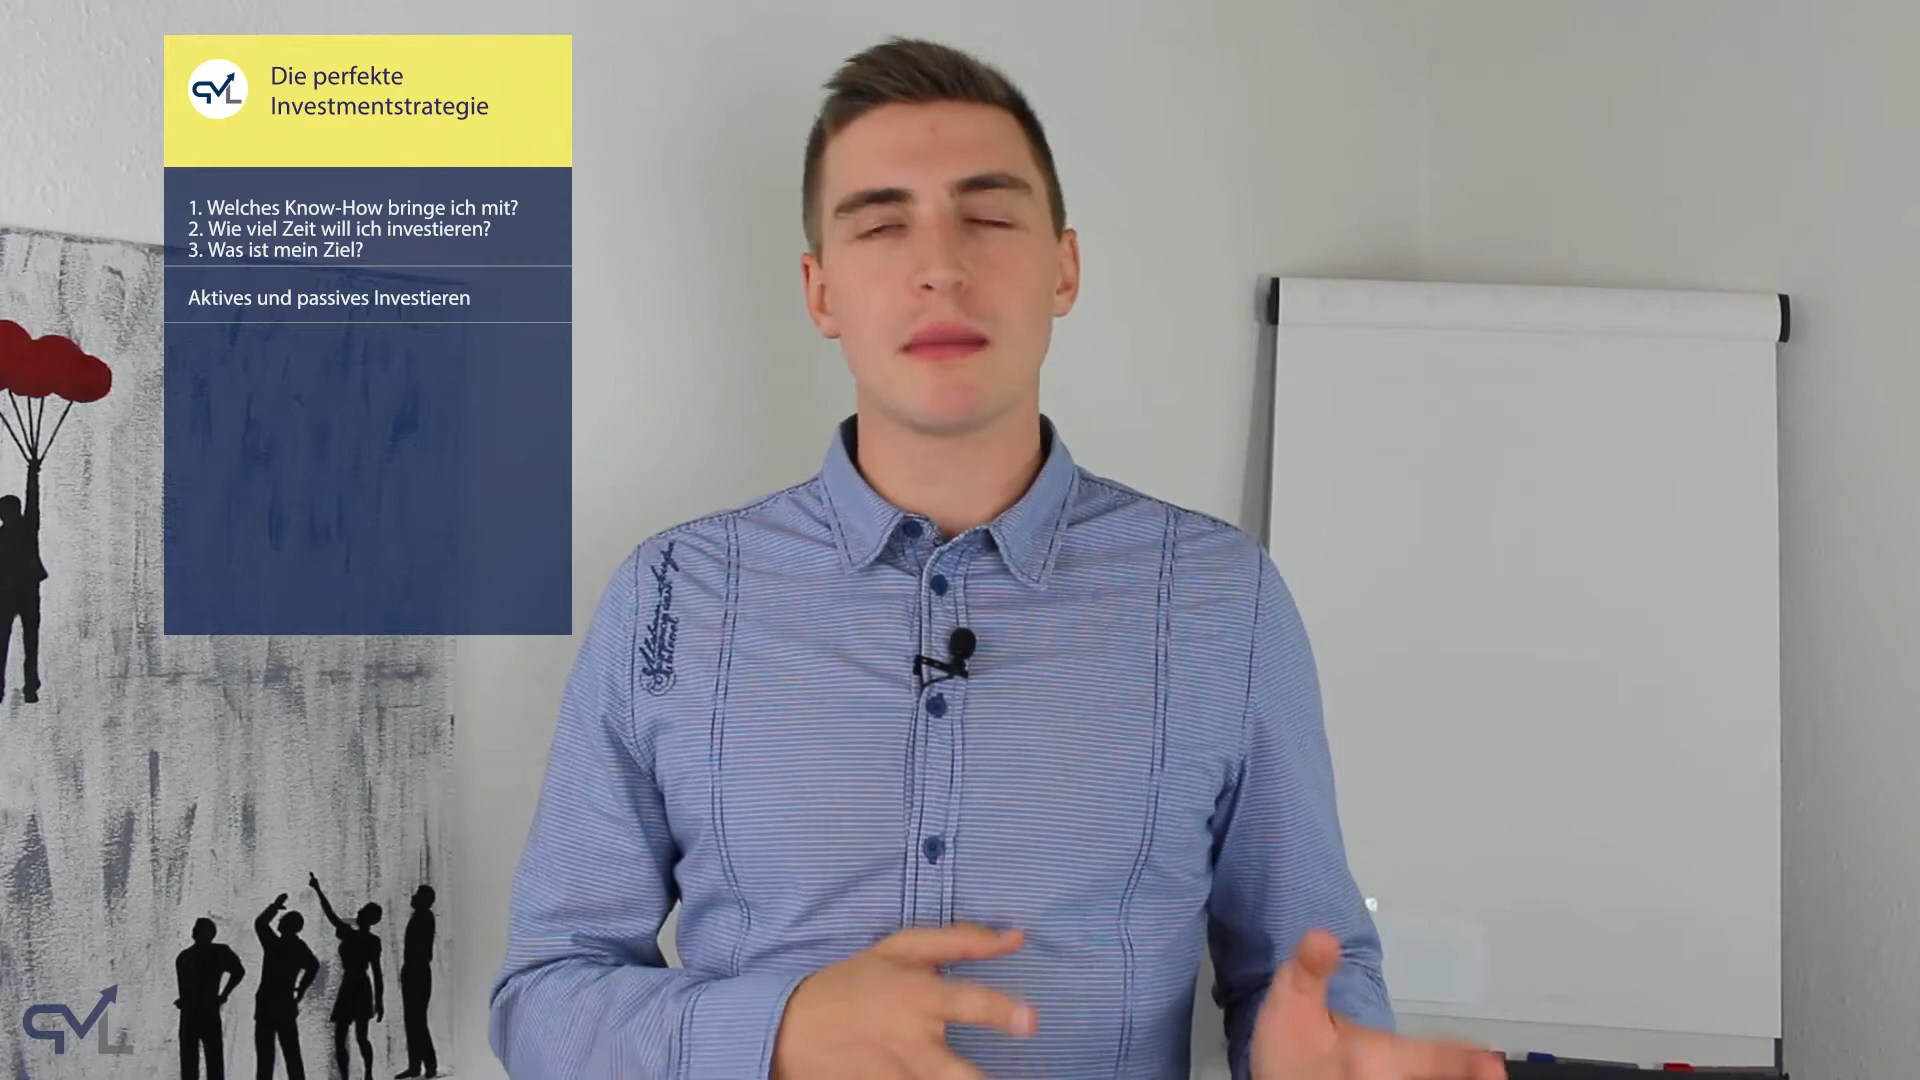 Die perfekte
Investmentstrategie
1. Welches Know-How bringe ich mit?
2. Wie viel Zeit will ich investieren?
3. Was ist mein Ziel?
Aktives und passives Investieren